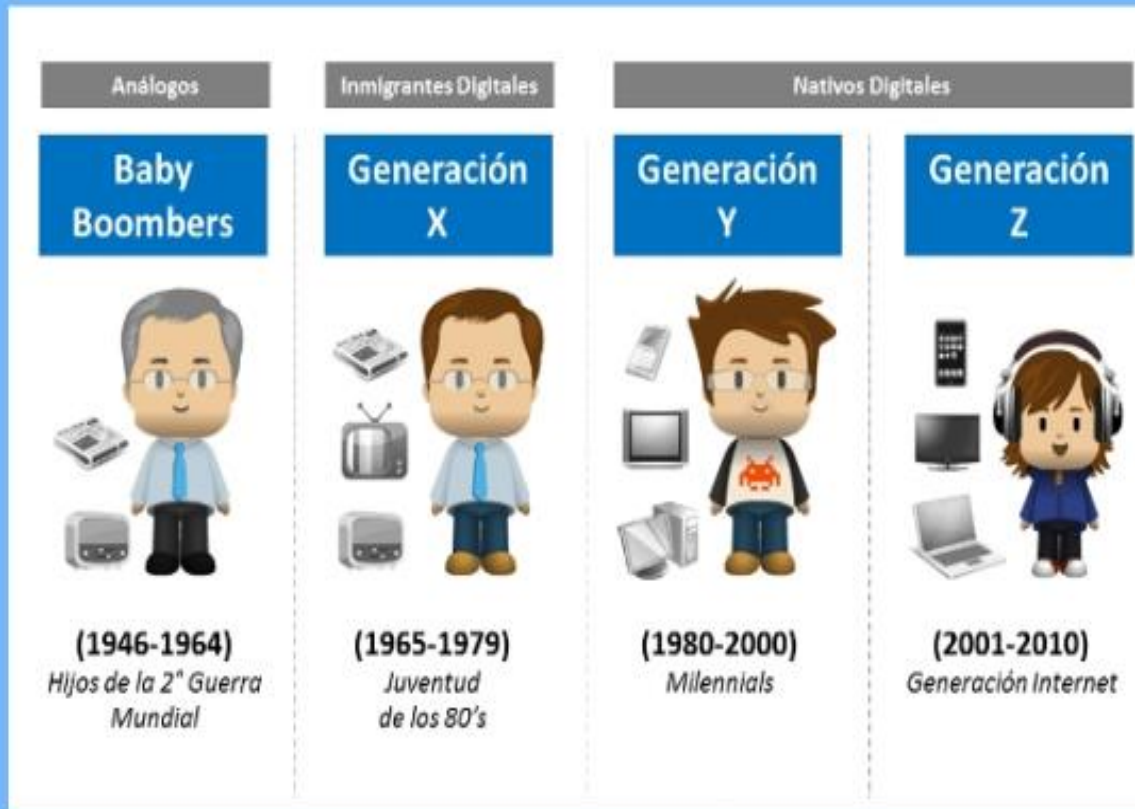 Análogos
Inmigrantes Digitales
Nativos Digitales
Baby
Boombers
Generación
X
Generación
Y
Generación
Z
(1946-1964)
Hijos de la 2° Guerra
Mundial
(1965-1979)
Juventud
de los 80's
(1980-2000)
Milennials
(2001-2010)
Generación Internet